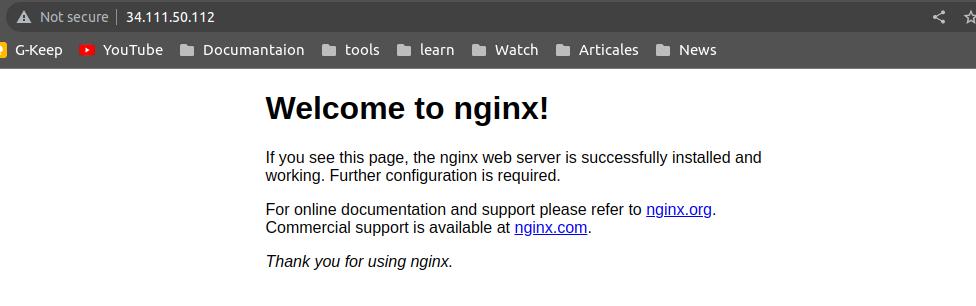 Not secure 34.111.50.112
G-Keep YouTube Documantaion tools learn Watch Articales News
Welcome to nginx!
If you see this page, the nginx web server is successfully installed and
working. Further configuration is required.
For online documentation and support please refer to nginx.org.
Commercial support is available at nginx.com.
Thank you for using nginx.